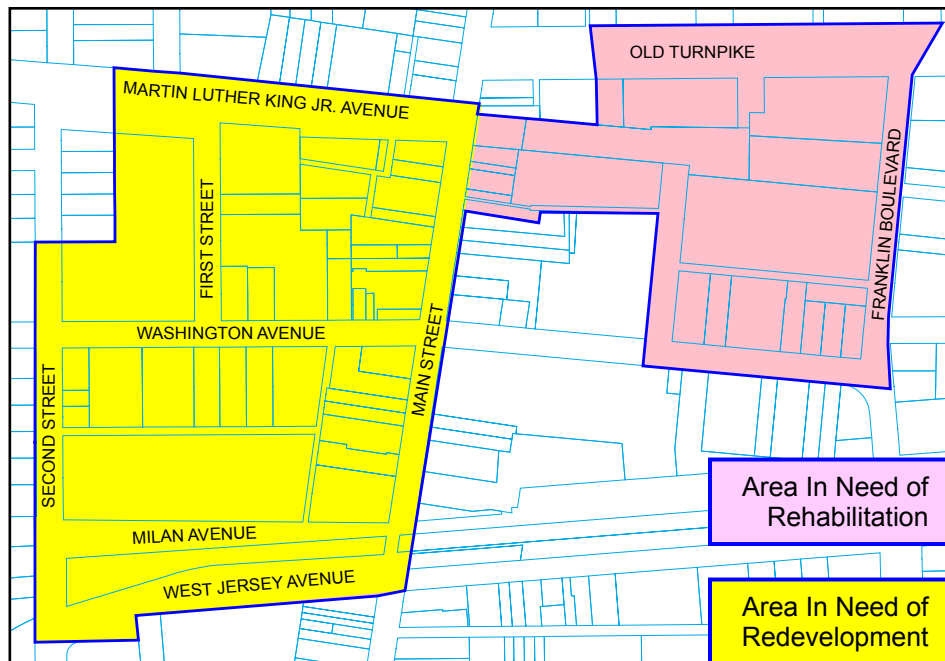 OLD TURNPIKE
MARTIN LUTHER KING JR. AVENUE
FIRST STREET
FRANKLIN BOULEVARD
WASHINGTON AVENUE
MAIN STREET
SECOND STREET
MILAN AVENUE
WEST JERSEY AVENUE
Area In Need of
Rehabilitation
Area In Need of
Redevelopment